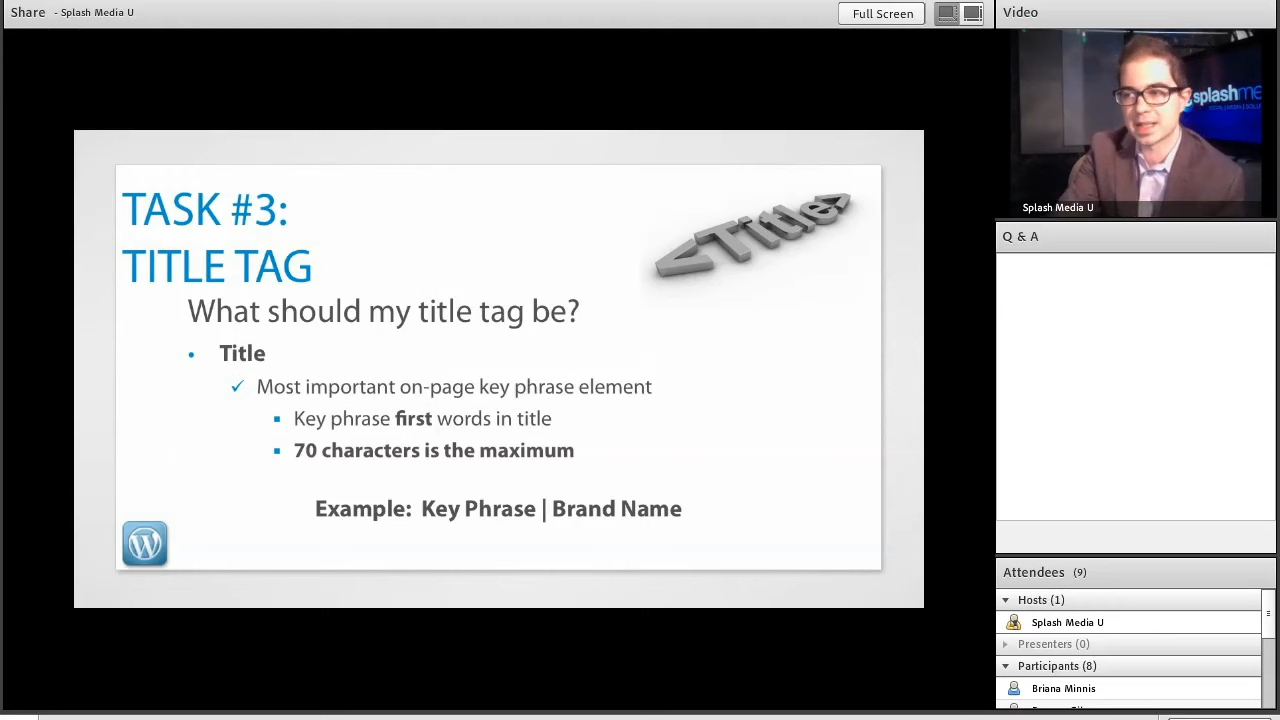 Share - Splash Media U
Full Screen
Video
TASK #3:
TITLE TAG
<Title>
What should my title tag be?
• Title
✓ Most important on-page key phrase element
▪ Key phrase first words in title
▪ 70 characters is the maximum
Example: Key Phrase | Brand Name
splashme
Splash Media U
Q & A
Attendees (9)
Hosts (1)
Splash Media U
Presenters (0)
Participants (8)
Briana Minnis